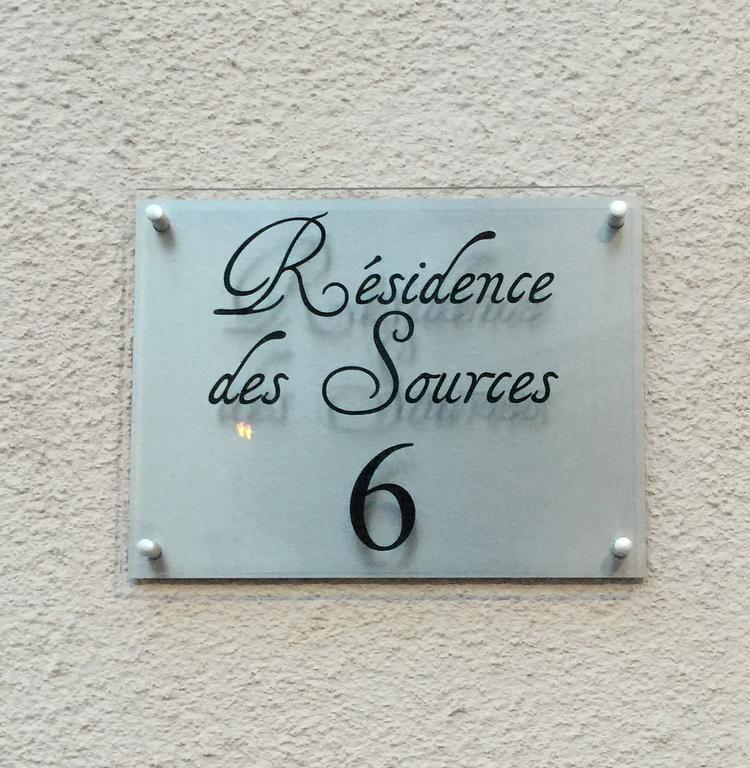 Résidence
des Sources
6